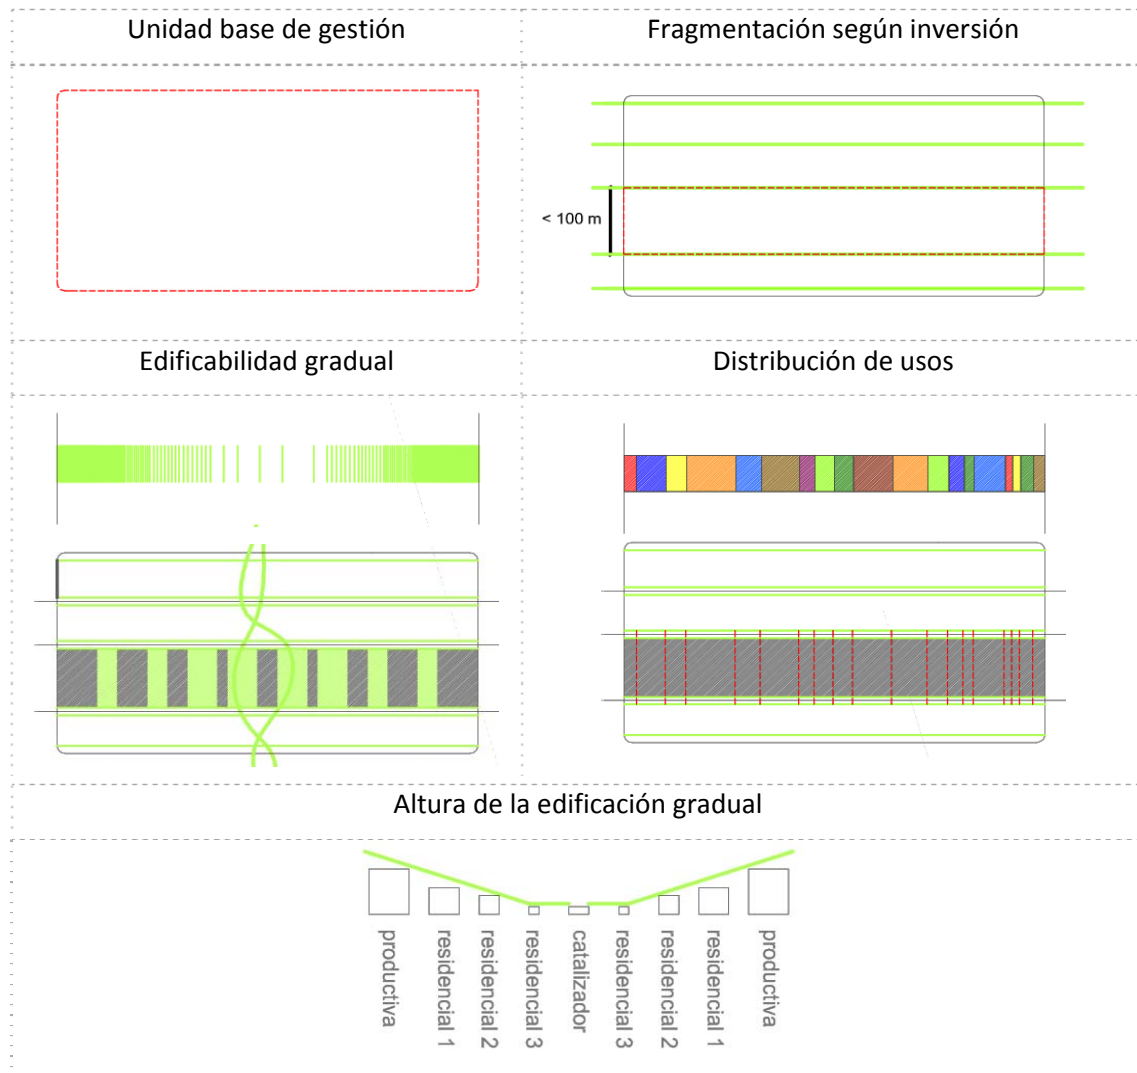 Unidad base de gestión
Fragmentación según inversión
< 100 m
Edificabilidad gradual
Distribución de usos
Altura de la edificación gradual
productiva
residencial 1
residencial 2
residencial 3
catalizador
residencial 3
residencial 2
residencial 1
productiva